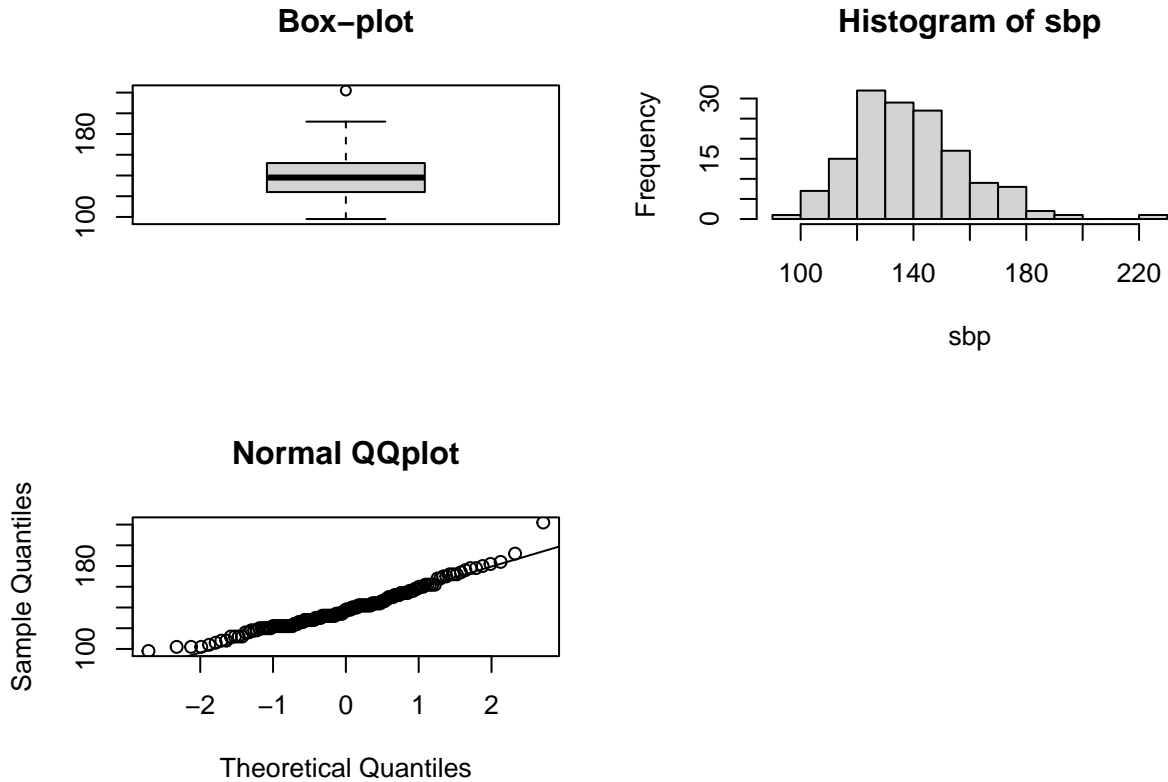 Box−plot
180
100
Histogram of sbp
Frequency
30
15
0
100 140 180 220
sbp
Normal QQplot
Sample Quantiles
180
100
−2 −1 0 1 2
Theoretical Quantiles